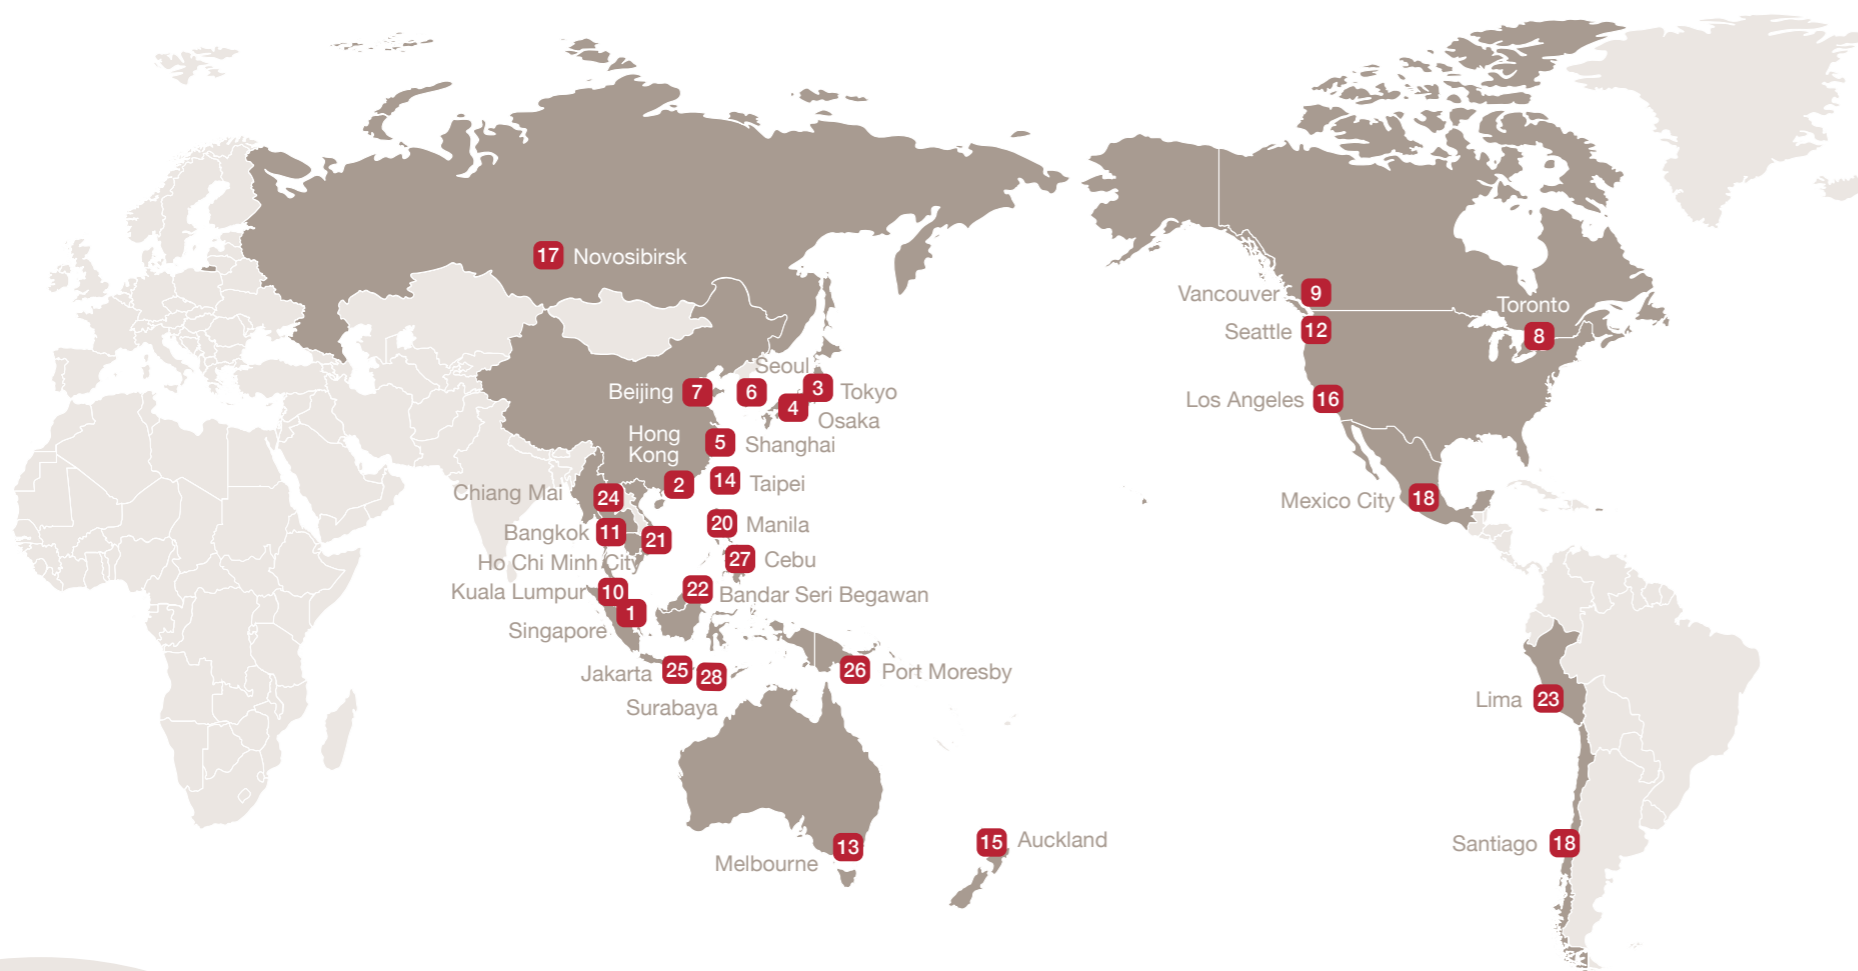 17 Novosibirsk
Vancouver 9
Toronto
8
Seattle 12
Seoul
6
Beijing 7
3 Tokyo
4
Osaka
Los Angeles 16
Hong
Kong
2
5
Shanghai
14 Taipei
Chiang Mai 24
Mexico City 18
20 Manila
Bangkok 11
21
Ho Chi Minh City
27 Cebu
Kuala Lumpur 10
22
Bandar Seri Begawan
1
Singapore
Jakarta 25
28
Surabaya
26 Port Moresby
Lima 23
13
Melbourne
15 Auckland
Santiago 18